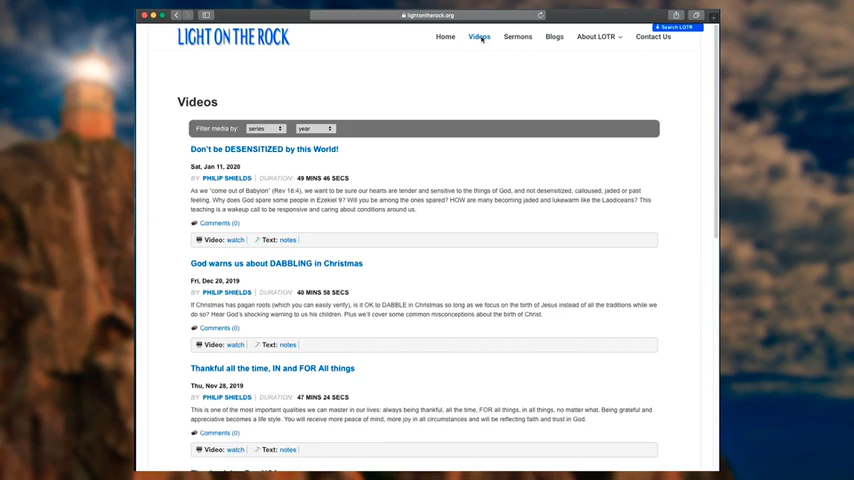 lightontherock.org
Search LOTR
LIGHT ON THE ROCK
Home Videos Sermons Blogs About LOTR Contact Us
Videos
Filter media by: series year
Don't be DESENSITIZED by this World!
Sat, Jan 11, 2020
BY PHILIP SHIELDS | DURATION: 49 MINS 46 SECS
As we "come out of Babylon" (Rev 18:4), we want to be sure our hearts are tender and sensitive to the things of God, and not desensitized, calloused, jaded or past
feeling. Why does God spare some people in Ezekiel 9? Will you be among the ones spared? HOW are many becoming jaded and lukewarm like the Laodiceans? This
teaching is a wakeup call to be responsive and caring about conditions around us.
Comments (0)
Video: watch | Text: notes |
God warns us about DABBLING in Christmas
Fri, Dec 20, 2019
BY PHILIP SHIELDS | DURATION: 40 MINS 58 SECS
If Christmas has pagan roots (which you can easily verify), is it OK to DABBLE in Christmas so long as we focus on the birth of Jesus instead of all the traditions while we
do so? Hear God's shocking warning to us his children. Plus we'll cover some common misconceptions about the birth of Christ.
Comments (0)
Video: watch | Text: notes |
Thankful all the time, IN and FOR All things
Thu, Nov 28, 2019
BY PHILIP SHIELDS | DURATION: 47 MINS 24 SECS
This is one of the most important qualities we can master in our lives: always being thankful, all the time, FOR all things, in all things, no matter what. Being grateful and
appreciative becomes a life style. You will receive more peace of mind, more joy in all circumstances and will be reflecting faith and trust in God.
Comments (0)
Video: watch | Text: notes |